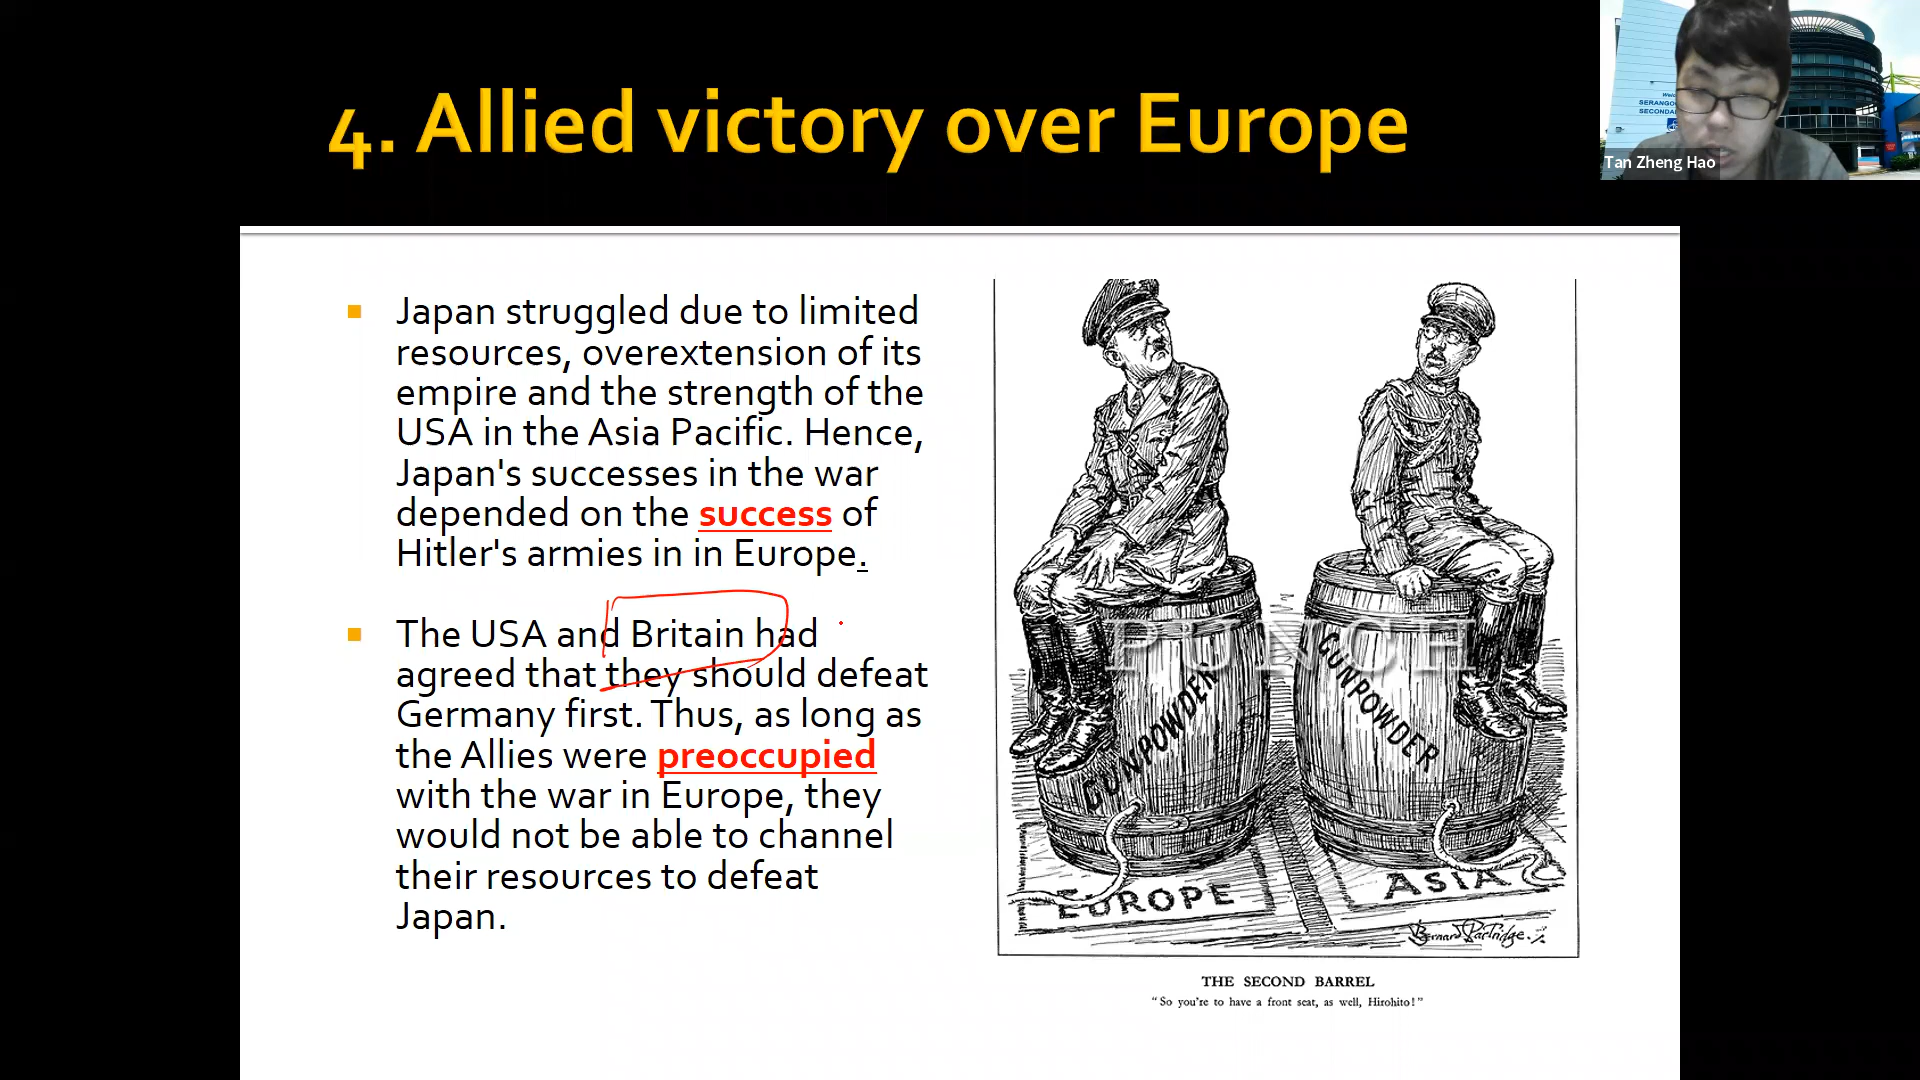 4. Allied victory over Europe
Welc
SERANGO
SECONDA
Tan Zheng Hao
Japan struggled due to limited
resources, overextension of its
empire and the strength of the
USA in the Asia Pacific. Hence,
Japan's successes in the war
depended on the success of
Hitler's armies in in Europe.
The USA and Britain had
agreed that they should defeat
Germany first. Thus, as long as
the Allies were preoccupied
with the war in Europe, they
would not be able to channel
their resources to defeat
Japan.
PUNCH
GUNPOWDER
GUNPOWDER
EUROPE
ASIA
Bernard Partridge.
THE SECOND BARREL
"So you're to have a front seat, as well, Hirohito!"